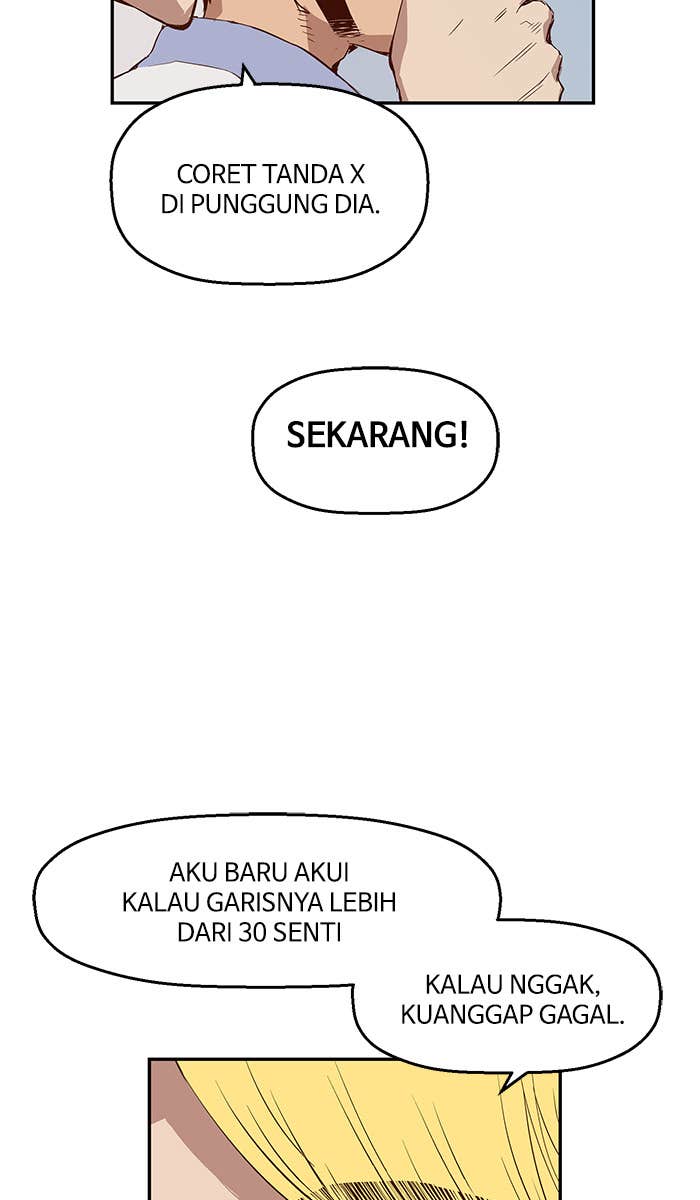 CORET TANDA X
DI PUNGGUNG DIA.
SEKARANG!
AKU BARU AKUI
KALAU GARISNYA LEBIH
DARI 30 SENTI
KALAU NGGAK,
KUANGGAP GAGAL.